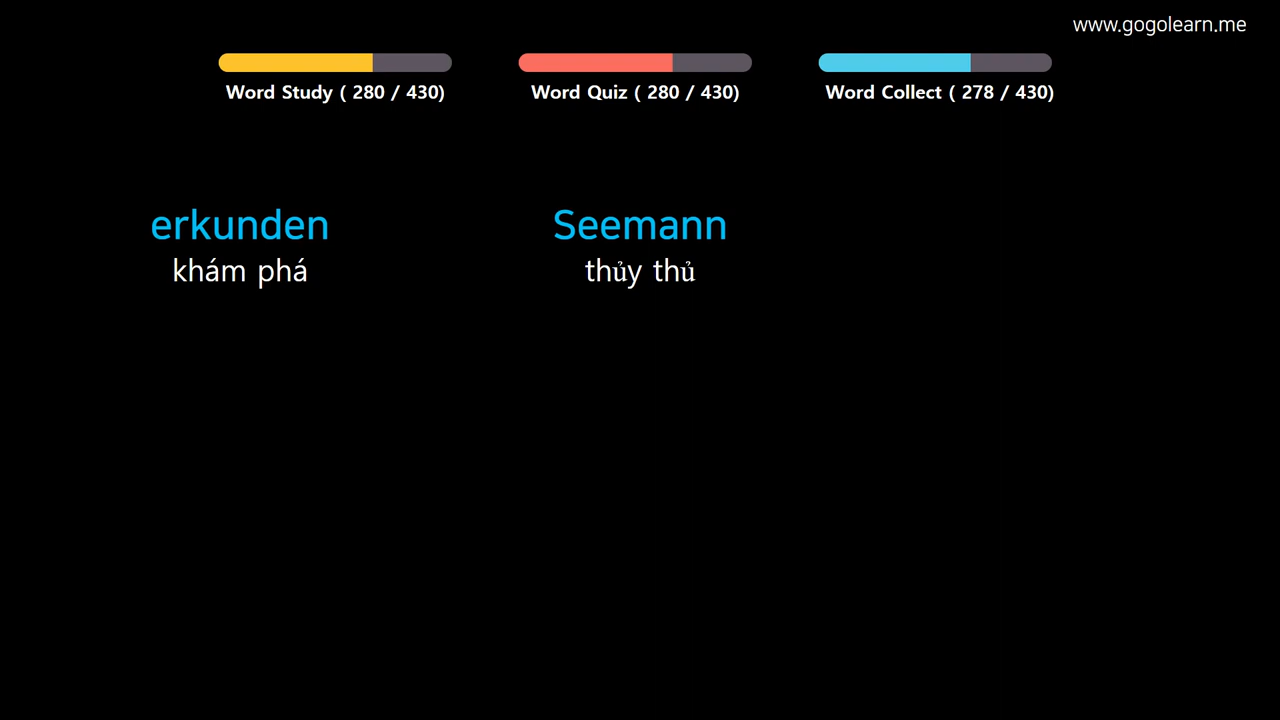 www.gogolearn.me
Word Study ( 280 / 430)
Word Quiz ( 280 / 430)
Word Collect ( 278 / 430)
erkunden
khám phá
Seemann
thủy thủ